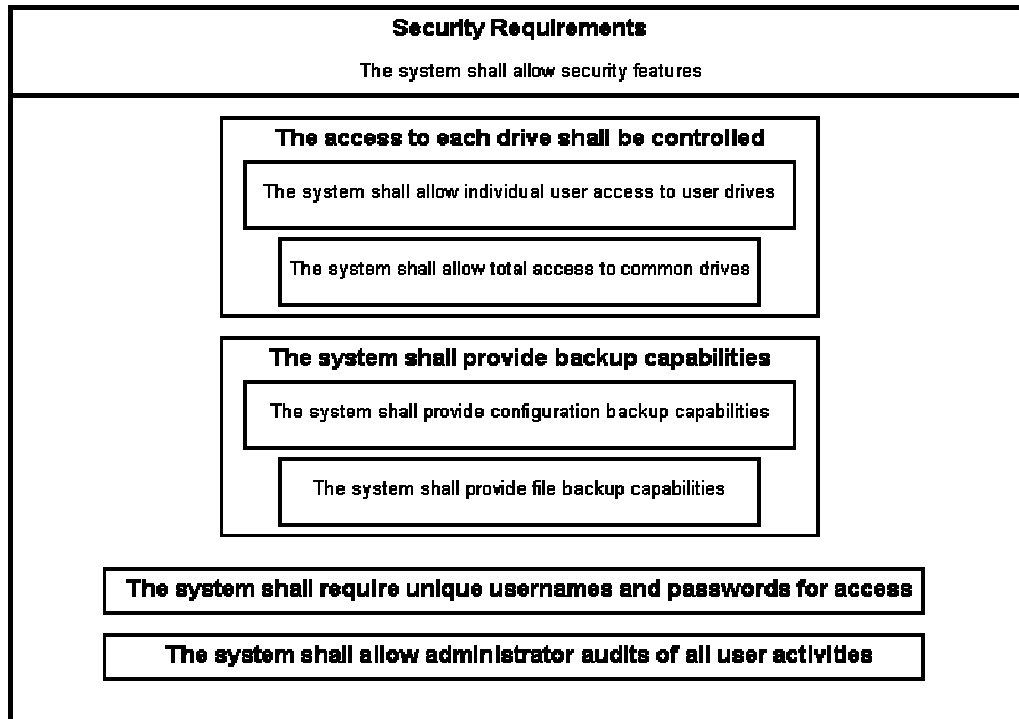 Security Requirements
The system shall allow security features
The access to each drive shall be controlled
The system shall allow individual user access to user drives
The system shall allow total access to common drives
The system shall provide backup capabilities
The system shall provide configuration backup capabilities
The system shall provide file backup capabilities
The system shall require unique usernames and passwords for access
The system shall allow administrator audits of all user activities